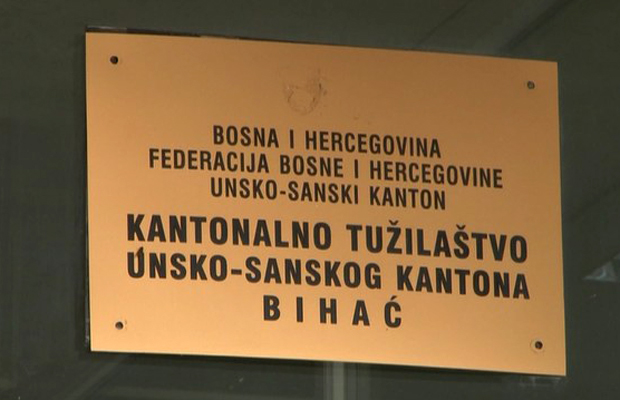 BOSNA I HERCEGOVINA
FEDERACIJA BOSNE I HERCEGOVINE
UNSKO-SANSKI KANTON
KANTONALNO TUŽILAŠTVO
UNSKO-SANSKOG KANTONA
BIHAĆ